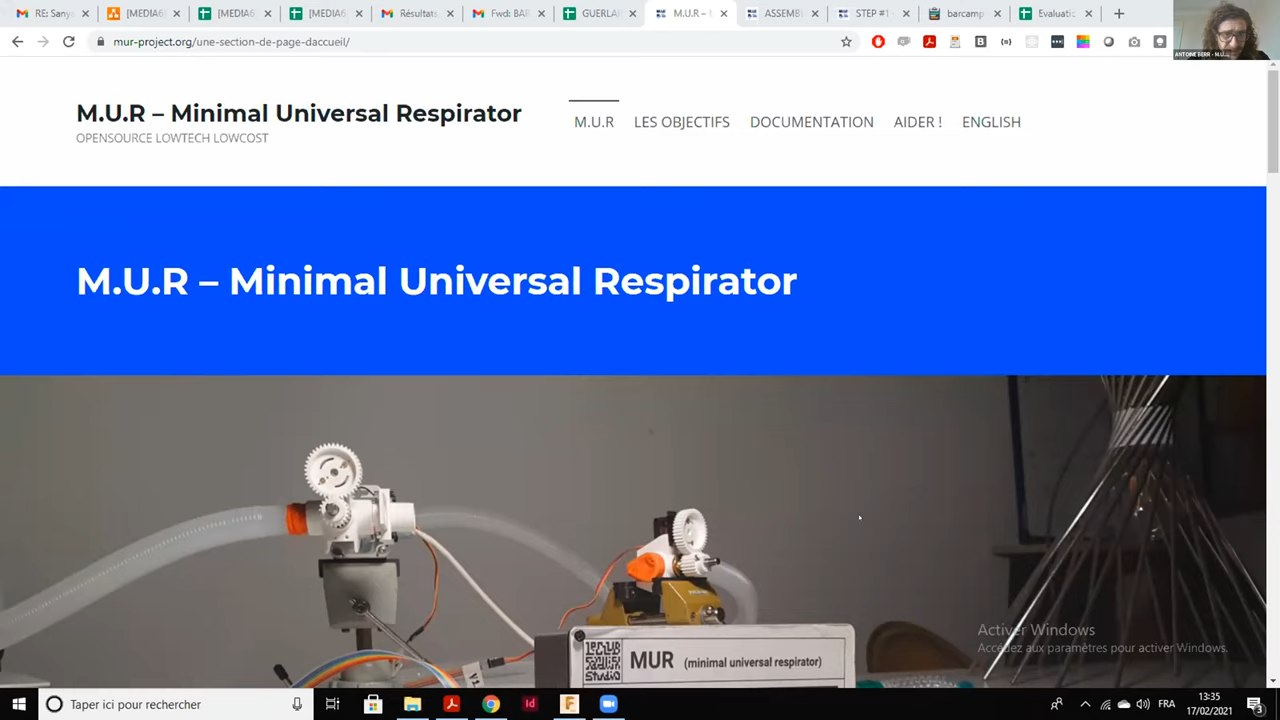 RE: Sany
[MEDIA6
[MEDIA6
[MEDIA6
Résultats
Fwd: BAR
GUERLAI
M.U.R –
ASSEMB
STEP #1
barcamp
Evaluatic
mur-project.org/une-section-de-page-daccueil/
ANTOINE BERR - M.U
M.U.R – Minimal Universal Respirator
OPENSOURCE LOWTECH LOWCOST
M.U.R
LES OBJECTIFS
DOCUMENTATION
AIDER !
ENGLISH
M.U.R – Minimal Universal Respirator
MUR (minimal universal respirator)
Activer Windows
Accédez aux paramètres pour activer Windows.
Taper ici pour rechercher
FRA
13:35
17/02/2021